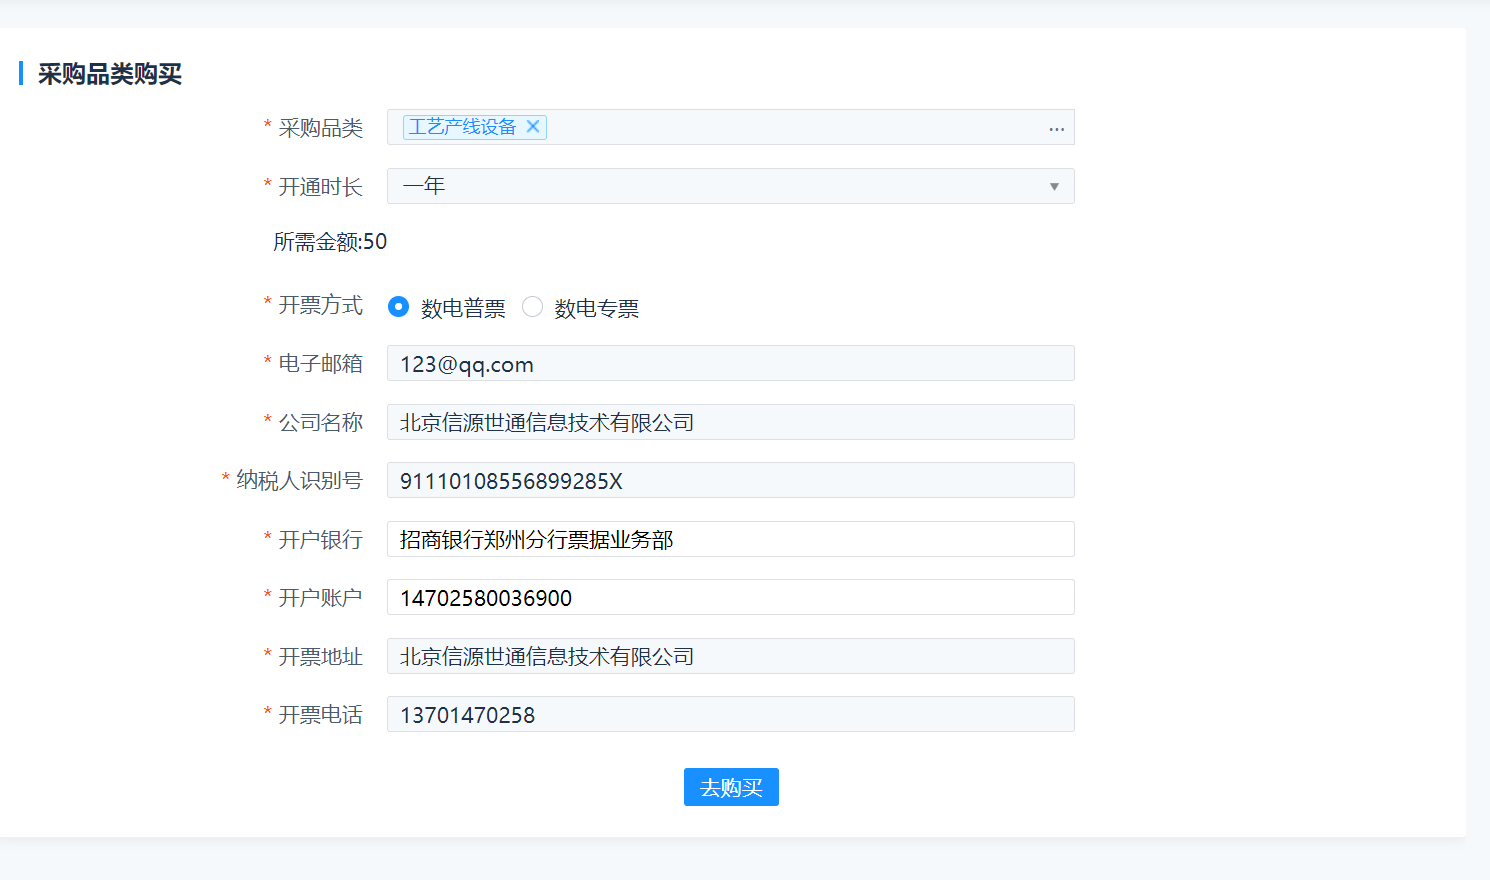 采购品类购买
* 采购品类 工艺产线设备 ✕ ...
* 开通时长 一年 ▼
所需金额:50
* 开票方式 数电普票 数电专票
* 电子邮箱 123@qq.com
* 公司名称 北京信源世通信息技术有限公司
* 纳税人识别号 91110108556899285X
* 开户银行 招商银行郑州分行票据业务部
* 开户账户 14702580036900
* 开票地址 北京信源世通信息技术有限公司
* 开票电话 13701470258
去购买